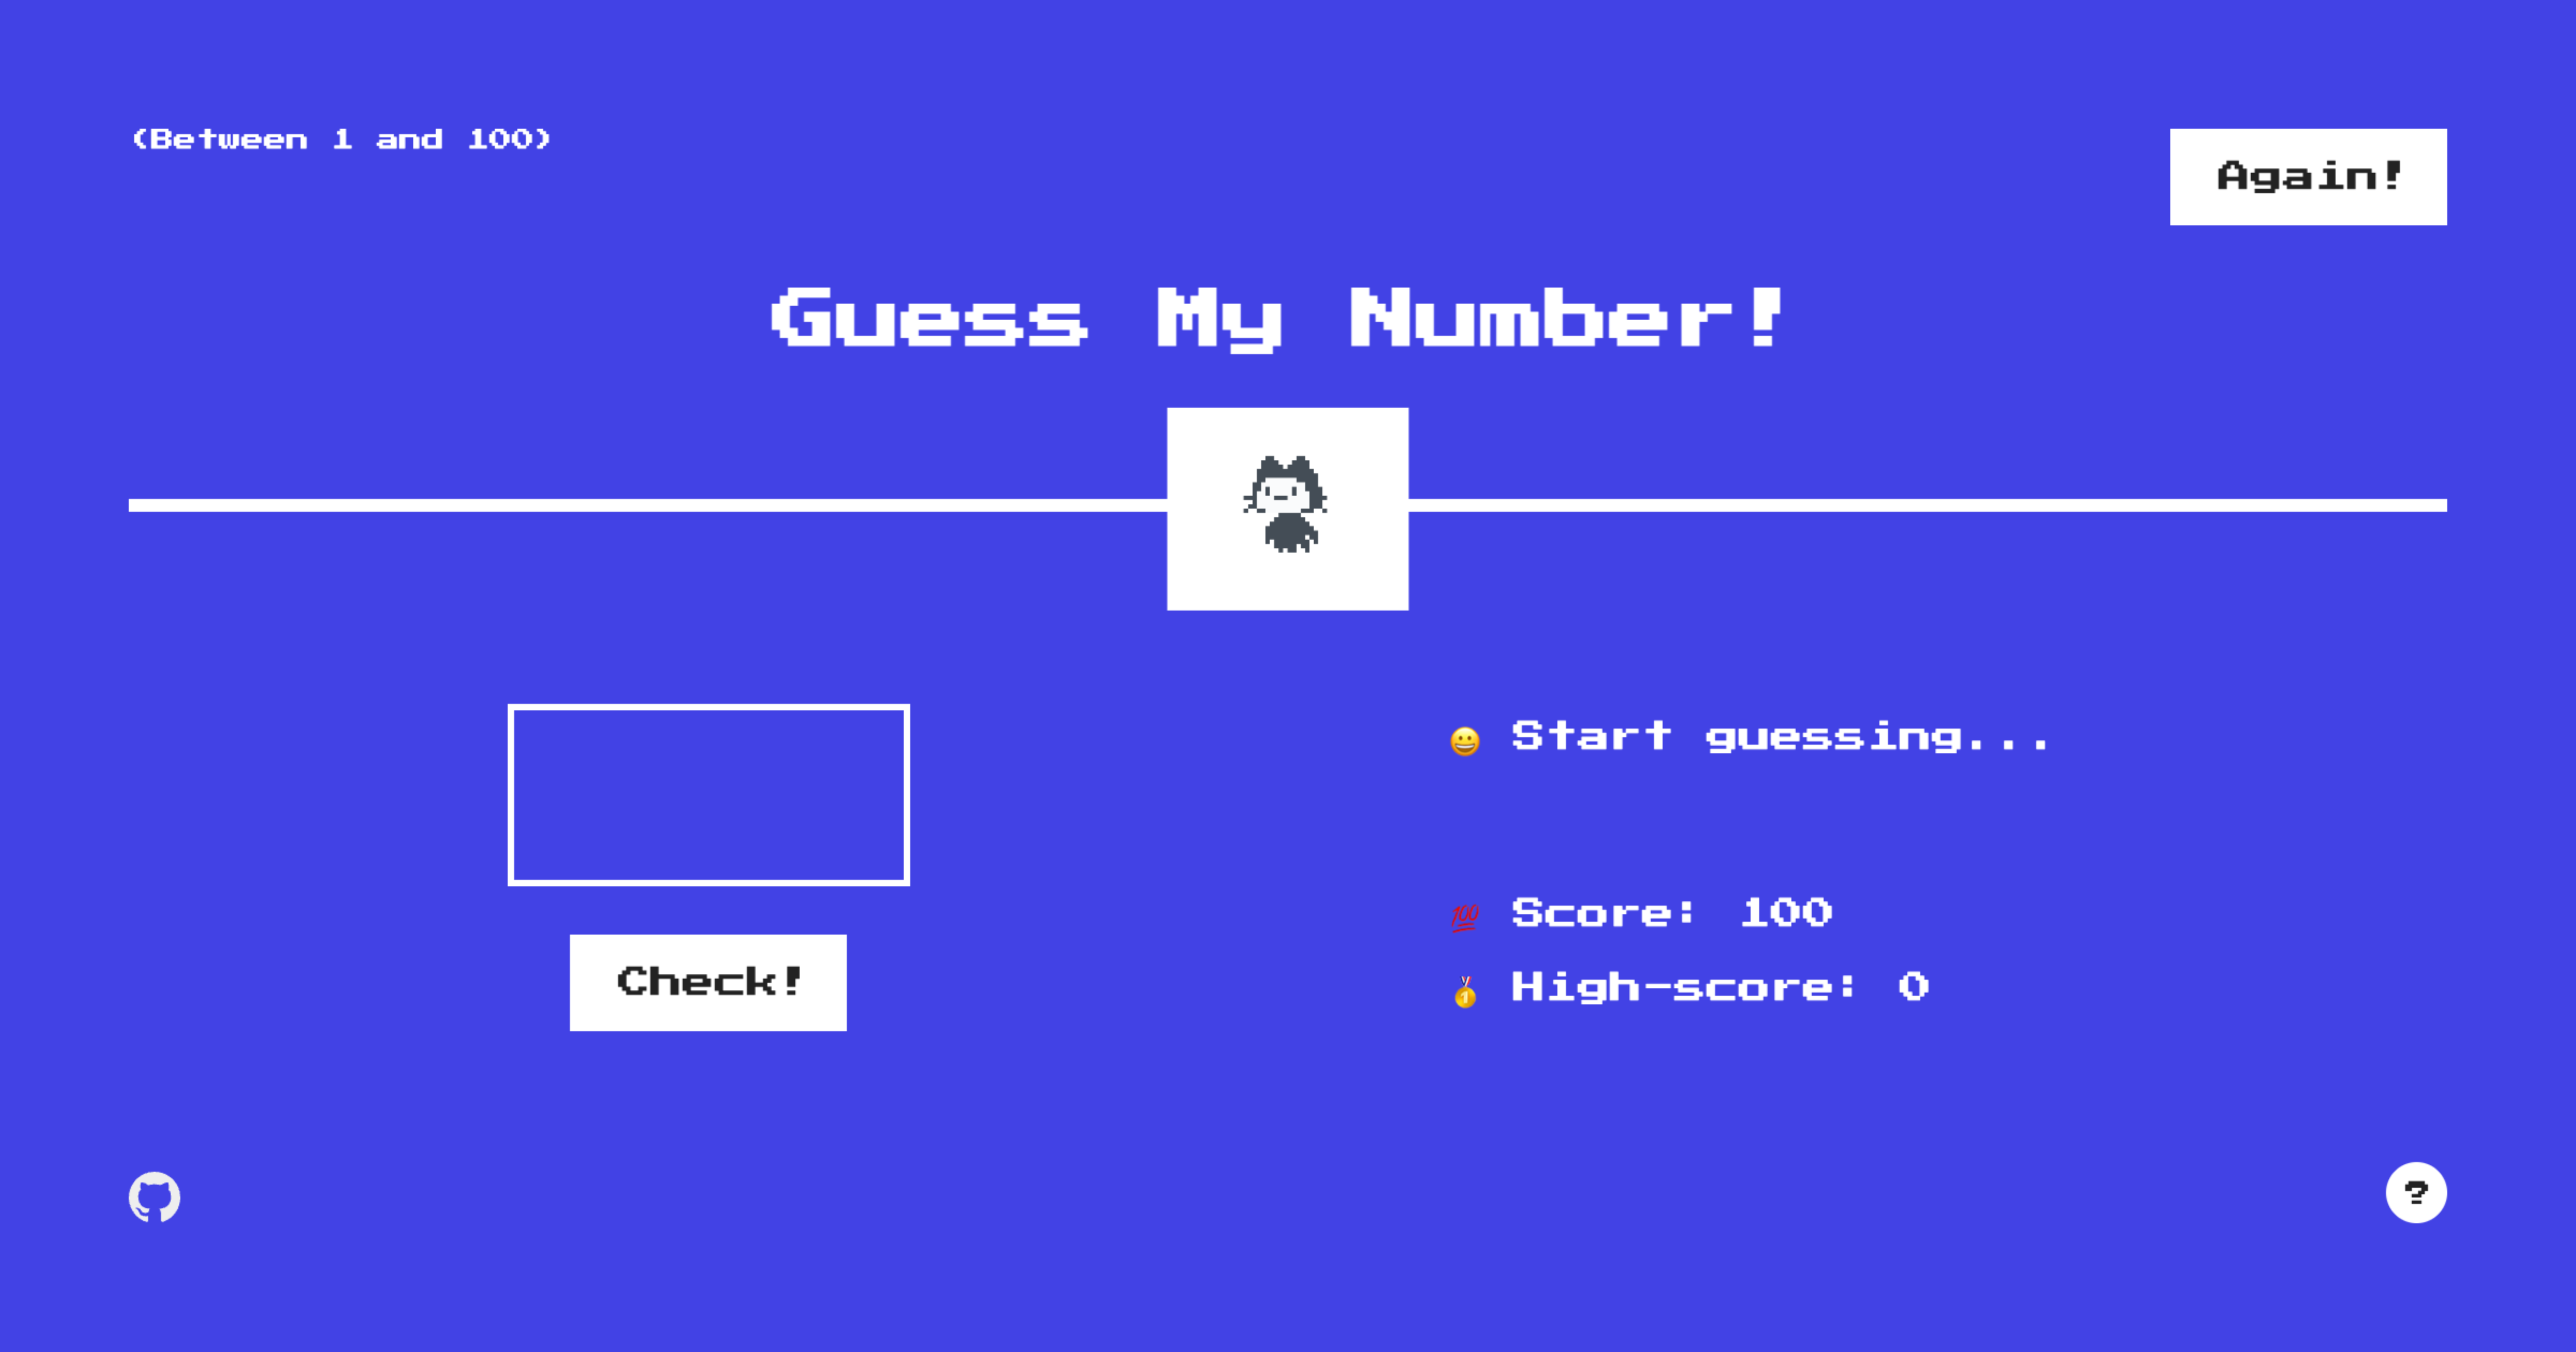 (Between 1 and 100)
Again!
Guess My Number!
😀 Start guessing...
💯 Score: 100
🥇 High-score: 0
Check!
?